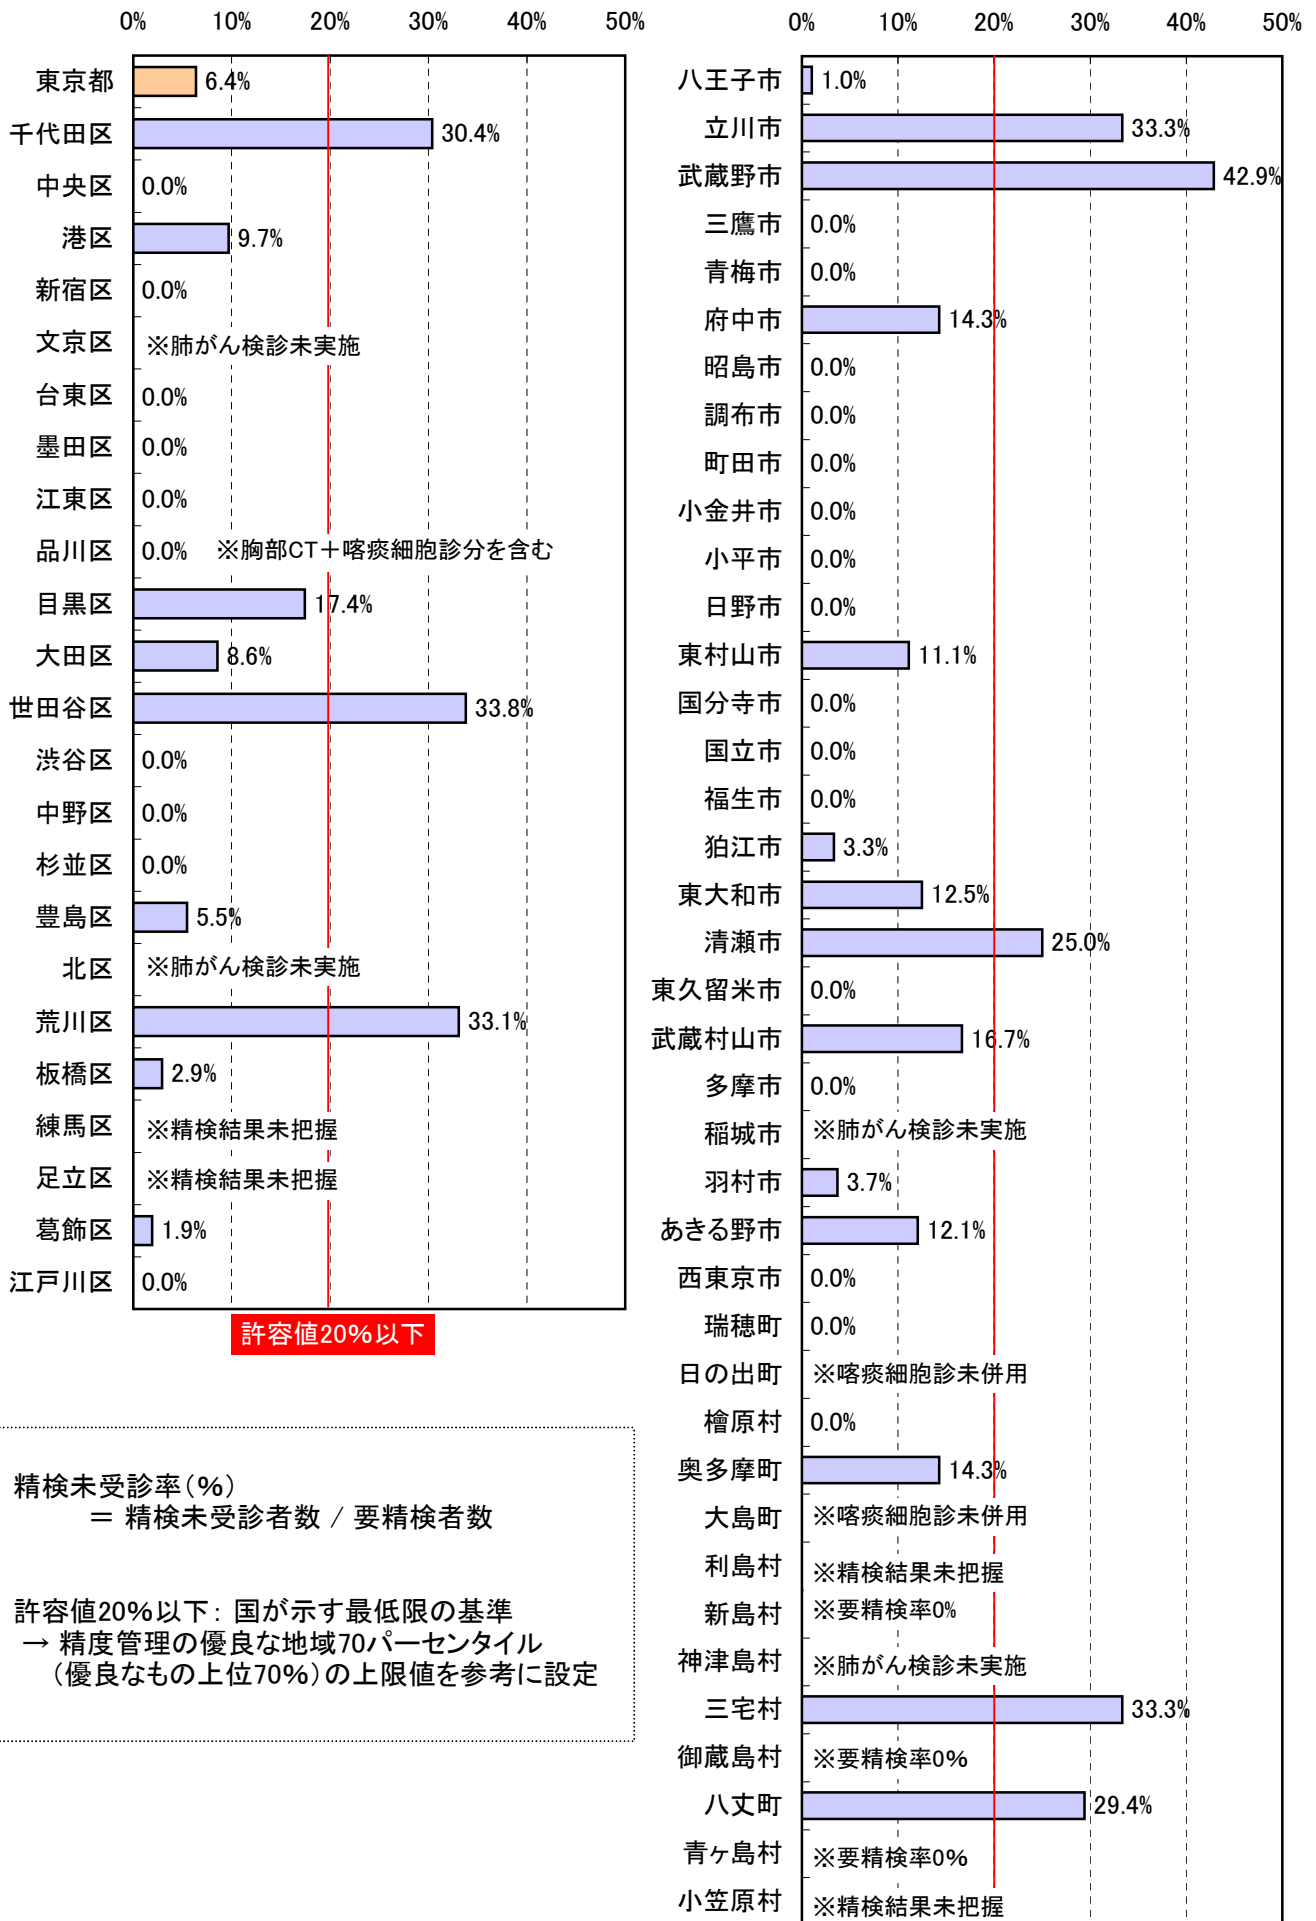 0% 10% 20% 30% 40% 50%
東京都 6.4%
千代田区 30.4%
中央区 0.0%
港区 9.7%
新宿区 0.0%
文京区 ※肺がん検診未実施
台東区 0.0%
墨田区 0.0%
江東区 0.0%
品川区 0.0% ※胸部CT＋喀痰細胞診分を含む
目黒区 17.4%
大田区 8.6%
世田谷区 33.8%
渋谷区 0.0%
中野区 0.0%
杉並区 0.0%
豊島区 5.5%
北区 ※肺がん検診未実施
荒川区 33.1%
板橋区 2.9%
練馬区 ※精検結果未把握
足立区 ※精検結果未把握
葛飾区 1.9%
江戸川区 0.0%
許容値20%以下
精検未受診率（%）
＝ 精検未受診者数 / 要精検者数
許容値20%以下： 国が示す最低限の基準
→ 精度管理の優良な地域70パーセンタイル
（優良なもの上位70%）の上限値を参考に設定
0% 10% 20% 30% 40% 50%
八王子市 1.0%
立川市 33.3%
武蔵野市 42.9%
三鷹市 0.0%
青梅市 0.0%
府中市 14.3%
昭島市 0.0%
調布市 0.0%
町田市 0.0%
小金井市 0.0%
小平市 0.0%
日野市 0.0%
東村山市 11.1%
国分寺市 0.0%
国立市 0.0%
福生市 0.0%
狛江市 3.3%
東大和市 12.5%
清瀬市 25.0%
東久留米市 0.0%
武蔵村山市 16.7%
多摩市 0.0%
稲城市 ※肺がん検診未実施
羽村市 3.7%
あきる野市 12.1%
西東京市 0.0%
瑞穂町 0.0%
日の出町 ※喀痰細胞診未併用
檜原村 0.0%
奥多摩町 14.3%
大島町 ※喀痰細胞診未併用
利島村 ※精検結果未把握
新島村 ※要精検率0%
神津島村 ※肺がん検診未実施
三宅村 33.3%
御蔵島村 ※要精検率0%
八丈町 29.4%
青ヶ島村 ※要精検率0%
小笠原村 ※精検結果未把握